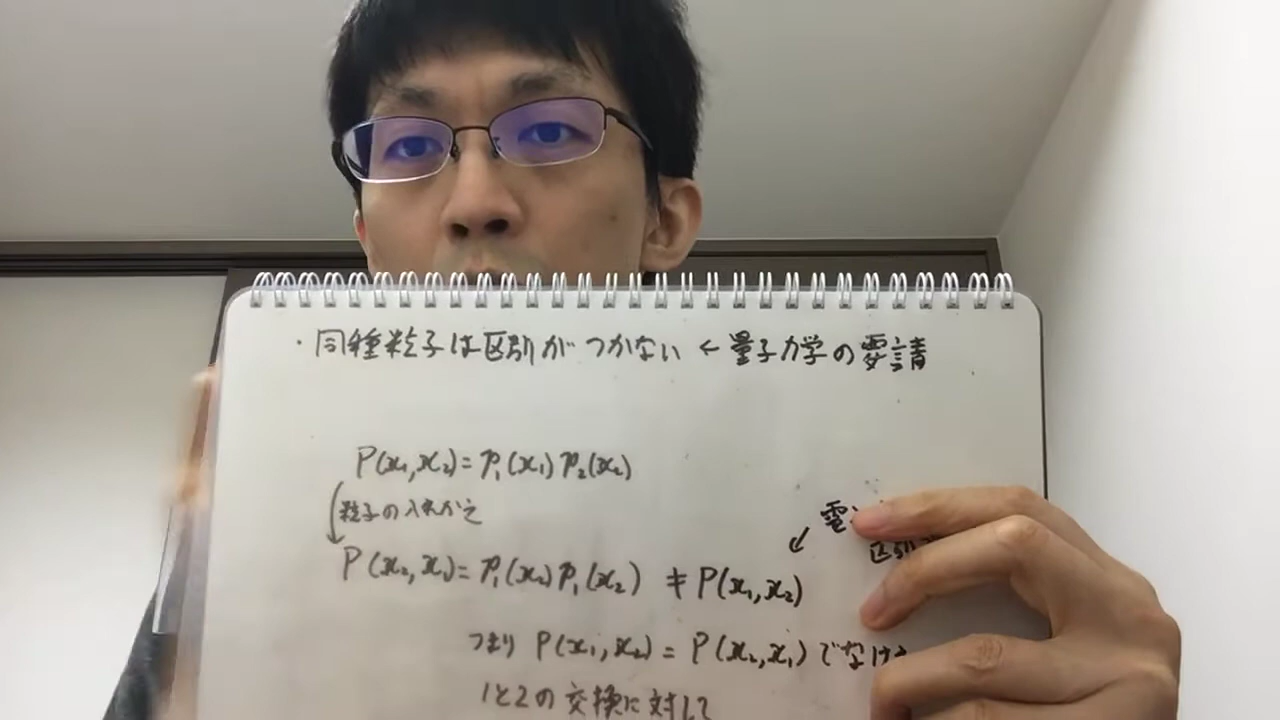 ・同種粒子は区別がつかない ← 量子力学の要請
P(x₁,x₂)=P₁(x₁)P₂(x₂)
粒子の入れかえ
P(x₂,x₁)=P₁(x₂)P₁(x₂) ≠ P(x₁,x₂)
電
区別
つまり P(x₁,x₂) = P(x₂,x₁) でなけ
1と2の交換に対して